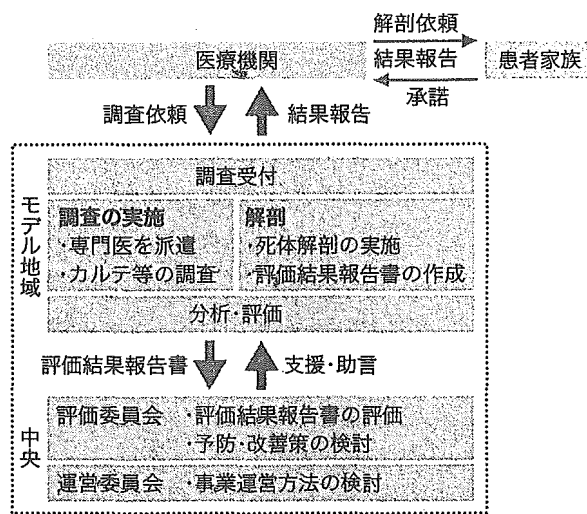 解剖依頼
医療機関
結果報告
患者家族
承諾
調査依頼
結果報告
モデル地域
調査受付
調査の実施
・専門医を派遣
・カルテ等の調査
解剖
・死体解剖の実施
・評価結果報告書の作成
分析・評価
評価結果報告書
支援・助言
中央
評価委員会 ・評価結果報告書の評価
・予防・改善策の検討
運営委員会 ・事業運営方法の検討